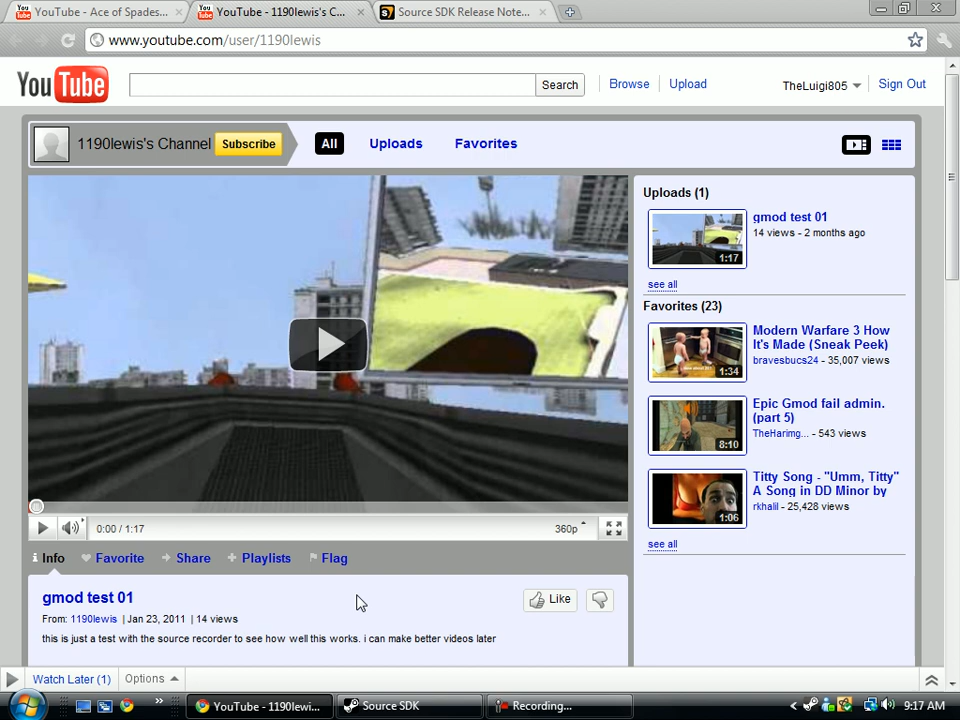 YouTube - Ace of Spades...
YouTube - 1190lewis's C...
Source SDK Release Note...
www.youtube.com/user/1190lewis
YouTube
Search
Browse
Upload
TheLuigi805
Sign Out
1190lewis's Channel
Subscribe
All
Uploads
Favorites
Uploads (1)
gmod test 01
14 views - 2 months ago
1:17
see all
Favorites (23)
Modern Warfare 3 How
It's Made (Sneak Peek)
bravesbucs24 - 35,007 views
1:34
Epic Gmod fail admin.
(part 5)
TheHarimg... - 543 views
8:10
Titty Song - "Umm, Titty"
A Song in DD Minor by
rkhalil - 25,428 views
1:06
see all
0:00 / 1:17
360p
Info
Favorite
Share
Playlists
Flag
gmod test 01
Like
From: 1190lewis | Jan 23, 2011 | 14 views
this is just a test with the source recorder to see how well this works. i can make better videos later
Watch Later (1)
Options
YouTube - 1190lewi...
Source SDK
Recording...
9:17 AM